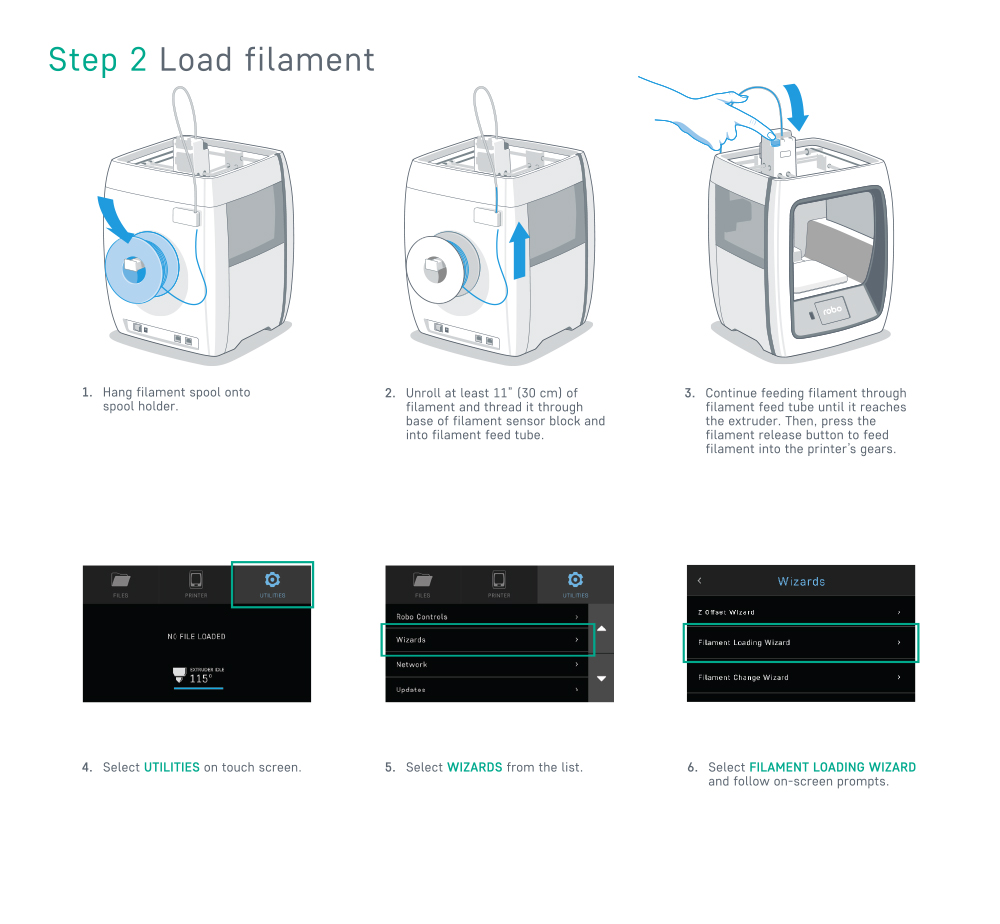 Step 2 Load filament
robo
1. Hang filament spool onto
spool holder.
2. Unroll at least 11" (30 cm) of
filament and thread it through
base of filament sensor block and
into filament feed tube.
3. Continue feeding filament through
filament feed tube until it reaches
the extruder. Then, press the
filament release button to feed
filament into the printer's gears.
FILES PRINTER UTILITIES
NO FILE LOADED
EXTRUDER IDLE
115°
FILES PRINTER UTILITIES
Robo Controls
Wizards
Network
Updates
Wizards
Z Offset Wizard
Filament Loading Wizard
Filament Change Wizard
4. Select UTILITIES on touch screen.
5. Select WIZARDS from the list.
6. Select FILAMENT LOADING WIZARD
and follow on-screen prompts.